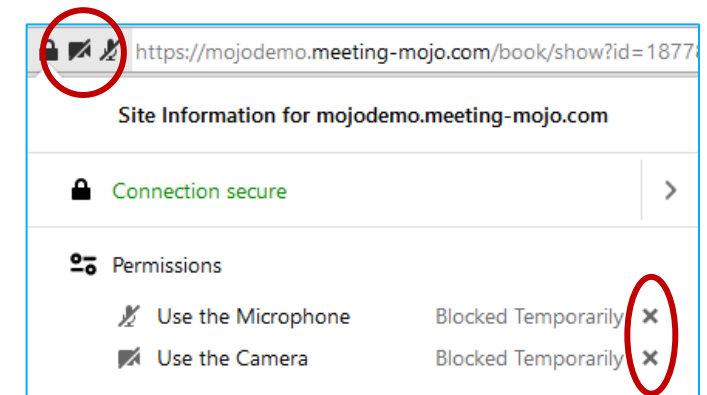 https://mojodemo.meeting-mojo.com/book/show?id=1877
Site Information for mojodemo.meeting-mojo.com
Connection secure
Permissions
Use the Microphone Blocked Temporarily
Use the Camera Blocked Temporarily